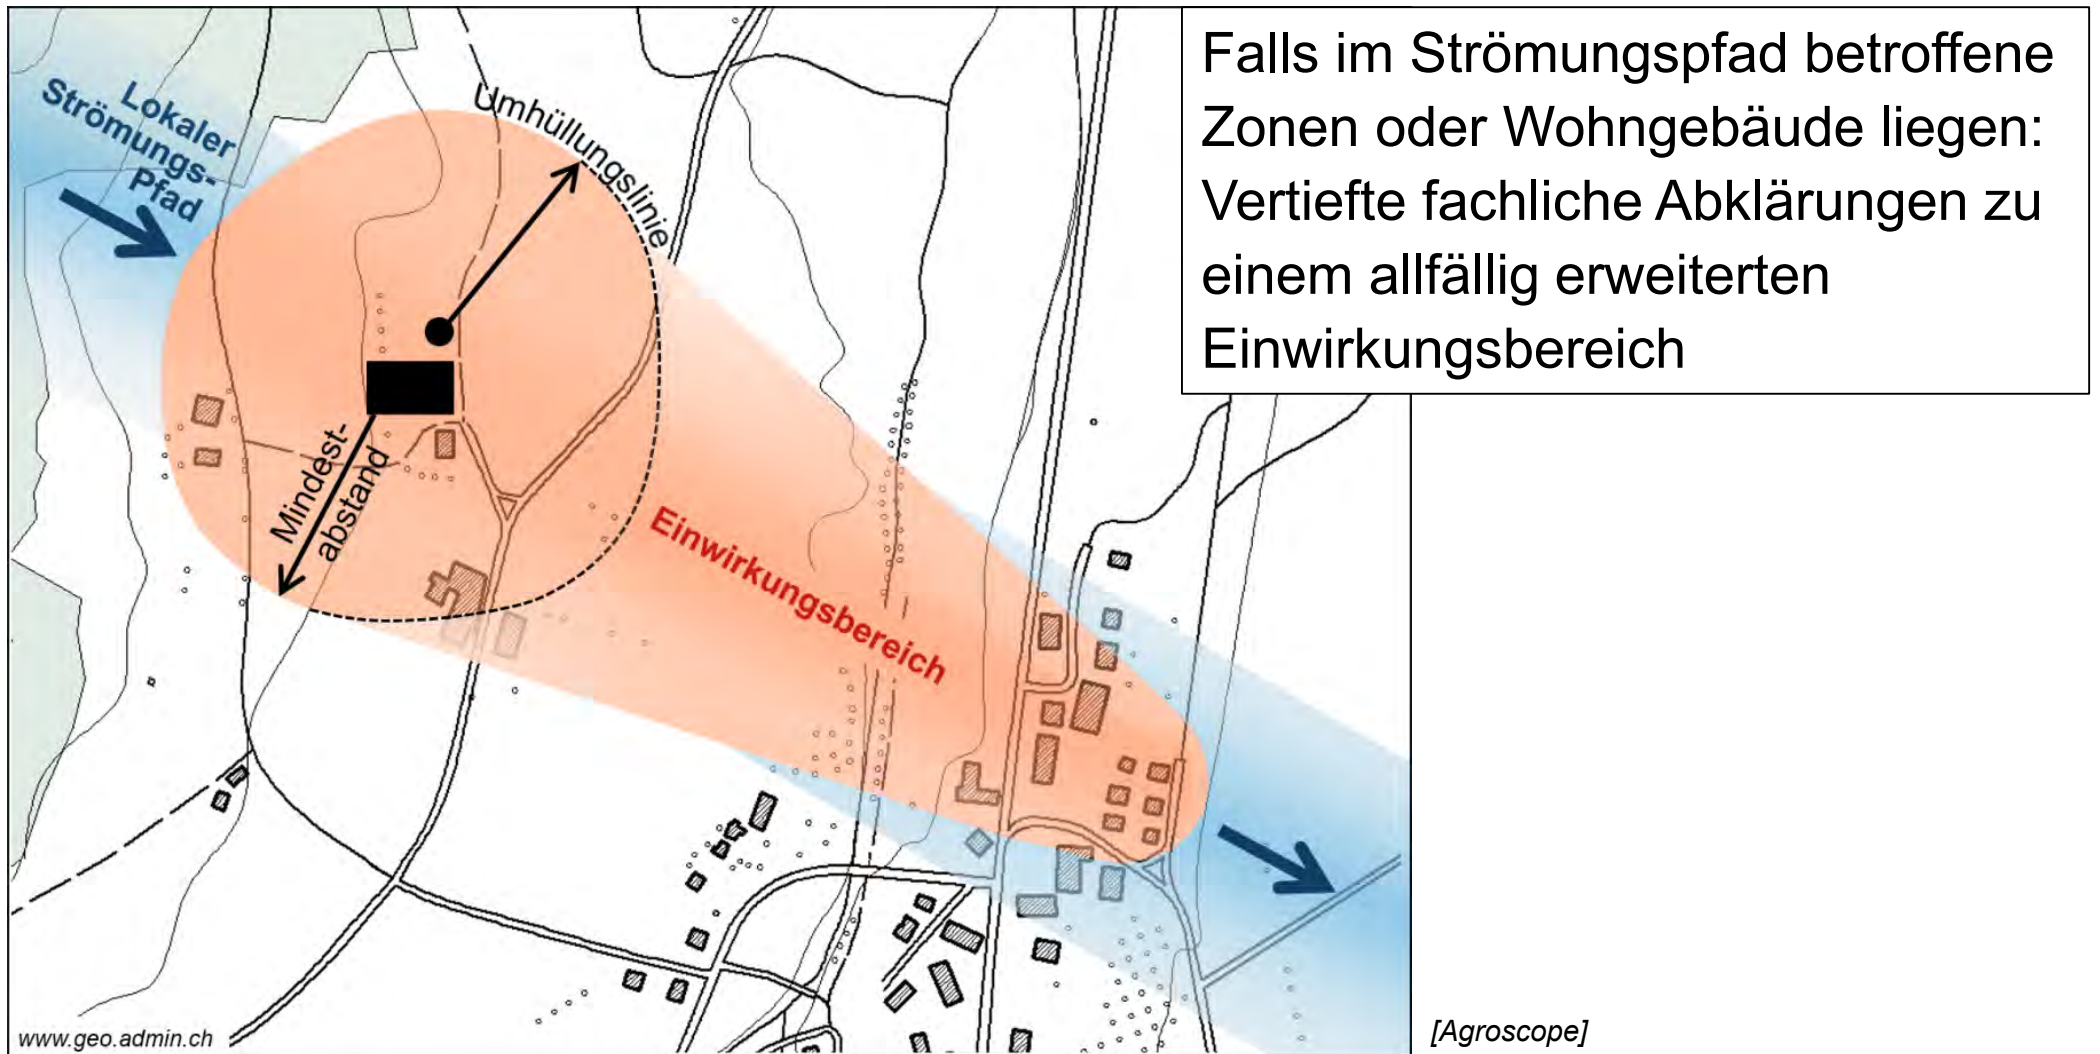 Falls im Strömungspfad betroffene
Zonen oder Wohngebäude liegen:
Vertiefte fachliche Abklärungen zu
einem allfällig erweiterten
Einwirkungsbereich
Lokaler
Strömungs-
Pfad
Umhüllungslinie
Mindest-
abstand
Einwirkungsbereich
www.geo.admin.ch
[Agroscope]